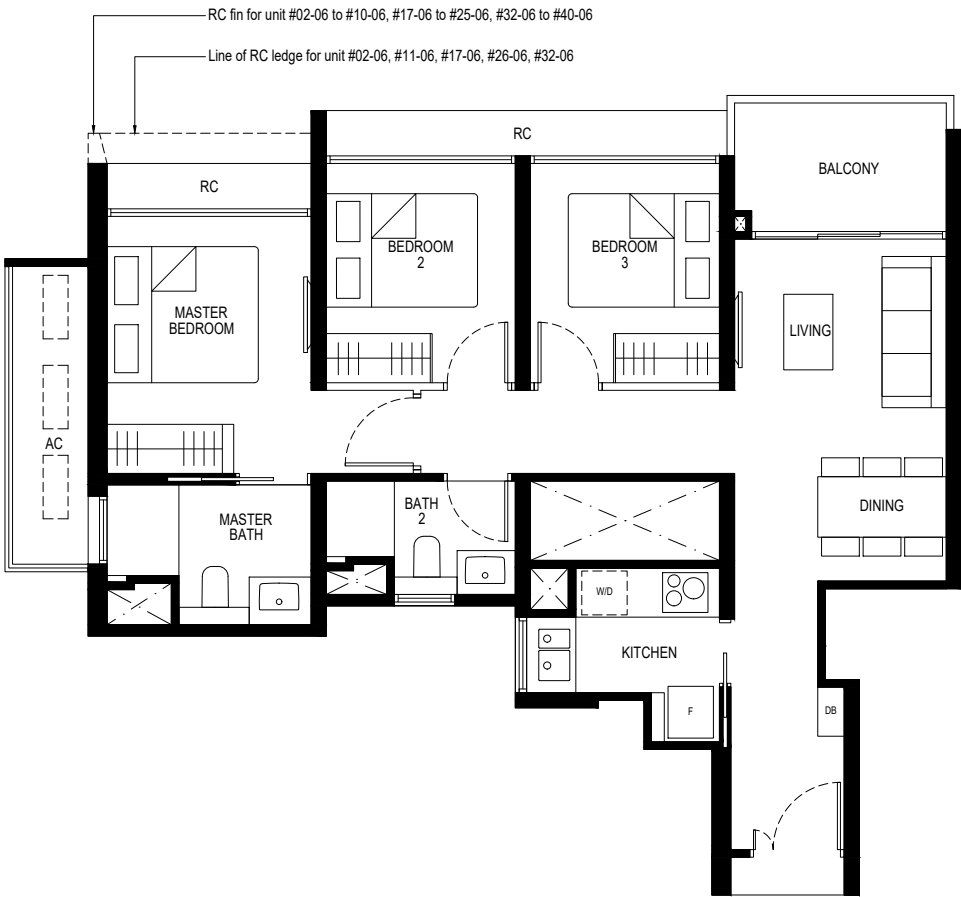 RC fin for unit #02-06 to #10-06, #17-06 to #25-06, #32-06 to #40-06
Line of RC ledge for unit #02-06, #11-06, #17-06, #26-06, #32-06
RC
RC
BALCONY
BEDROOM
2
BEDROOM
3
MASTER
BEDROOM
LIVING
AC
MASTER
BATH
BATH
2
DINING
W/D
KITCHEN
F
DB